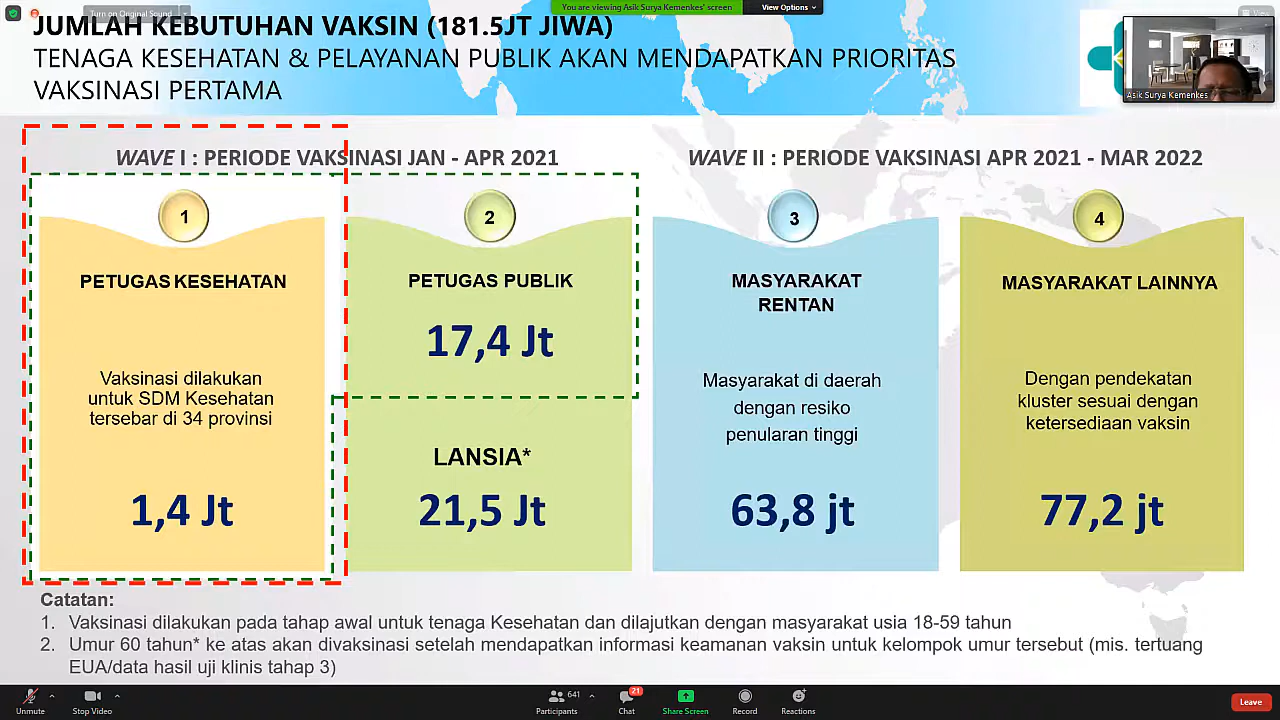 Turn on Original Sound
You are viewing Asik Surya Kemenkes' screen
View Options
View
JUMLAH KEBUTUHAN VAKSIN (181.5JT JIWA)
TENAGA KESEHATAN & PELAYANAN PUBLIK AKAN MENDAPATKAN PRIORITAS
VAKSINASI PERTAMA
Asik Surya Kemenkes
WAVE I : PERIODE VAKSINASI JAN - APR 2021
WAVE II : PERIODE VAKSINASI APR 2021 - MAR 2022
1
PETUGAS KESEHATAN
Vaksinasi dilakukan
untuk SDM Kesehatan
tersebar di 34 provinsi
1,4 Jt
2
PETUGAS PUBLIK
17,4 Jt
LANSIA*
21,5 Jt
3
MASYARAKAT
RENTAN
Masyarakat di daerah
dengan resiko
penularan tinggi
63,8 jt
4
MASYARAKAT LAINNYA
Dengan pendekatan
kluster sesuai dengan
ketersediaan vaksin
77,2 jt
Catatan:
1. Vaksinasi dilakukan pada tahap awal untuk tenaga Kesehatan dan dilajutkan dengan masyarakat usia 18-59 tahun
2. Umur 60 tahun* ke atas akan divaksinasi setelah mendapatkan informasi keamanan vaksin untuk kelompok umur tersebut (mis. tertuang
EUA/data hasil uji klinis tahap 3)
Unmute
Stop Video
641
Participants
21
Chat
Share Screen
Record
Reactions
Leave